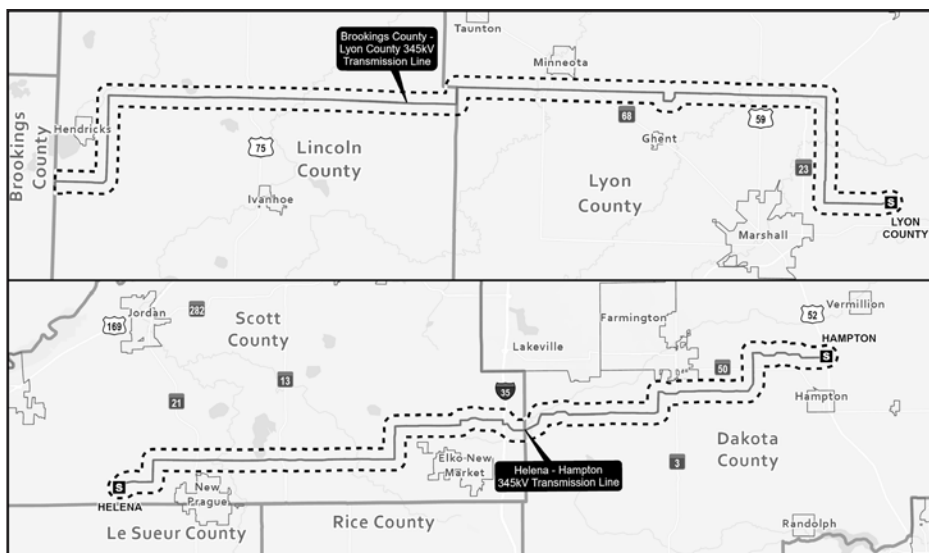 Taunton
Brookings County -
Lyon County 345kV
Transmission Line
Minneota
Hendricks
68
59
Ghent
Brookings
County
75
Lincoln
County
Ivanhoe
Lyon
County
23
S
LYON
COUNTY
Marshall
169
Jordan
282
Scott
County
Farmington
52
Vermillion
Lakeville
HAMPTON
S
50
13
35
21
Hampton
Elko New
Market
Dakota
County
Helena - Hampton
345kV Transmission Line
3
S
HELENA
New
Prague
Le Sueur County
Rice County
Randolph